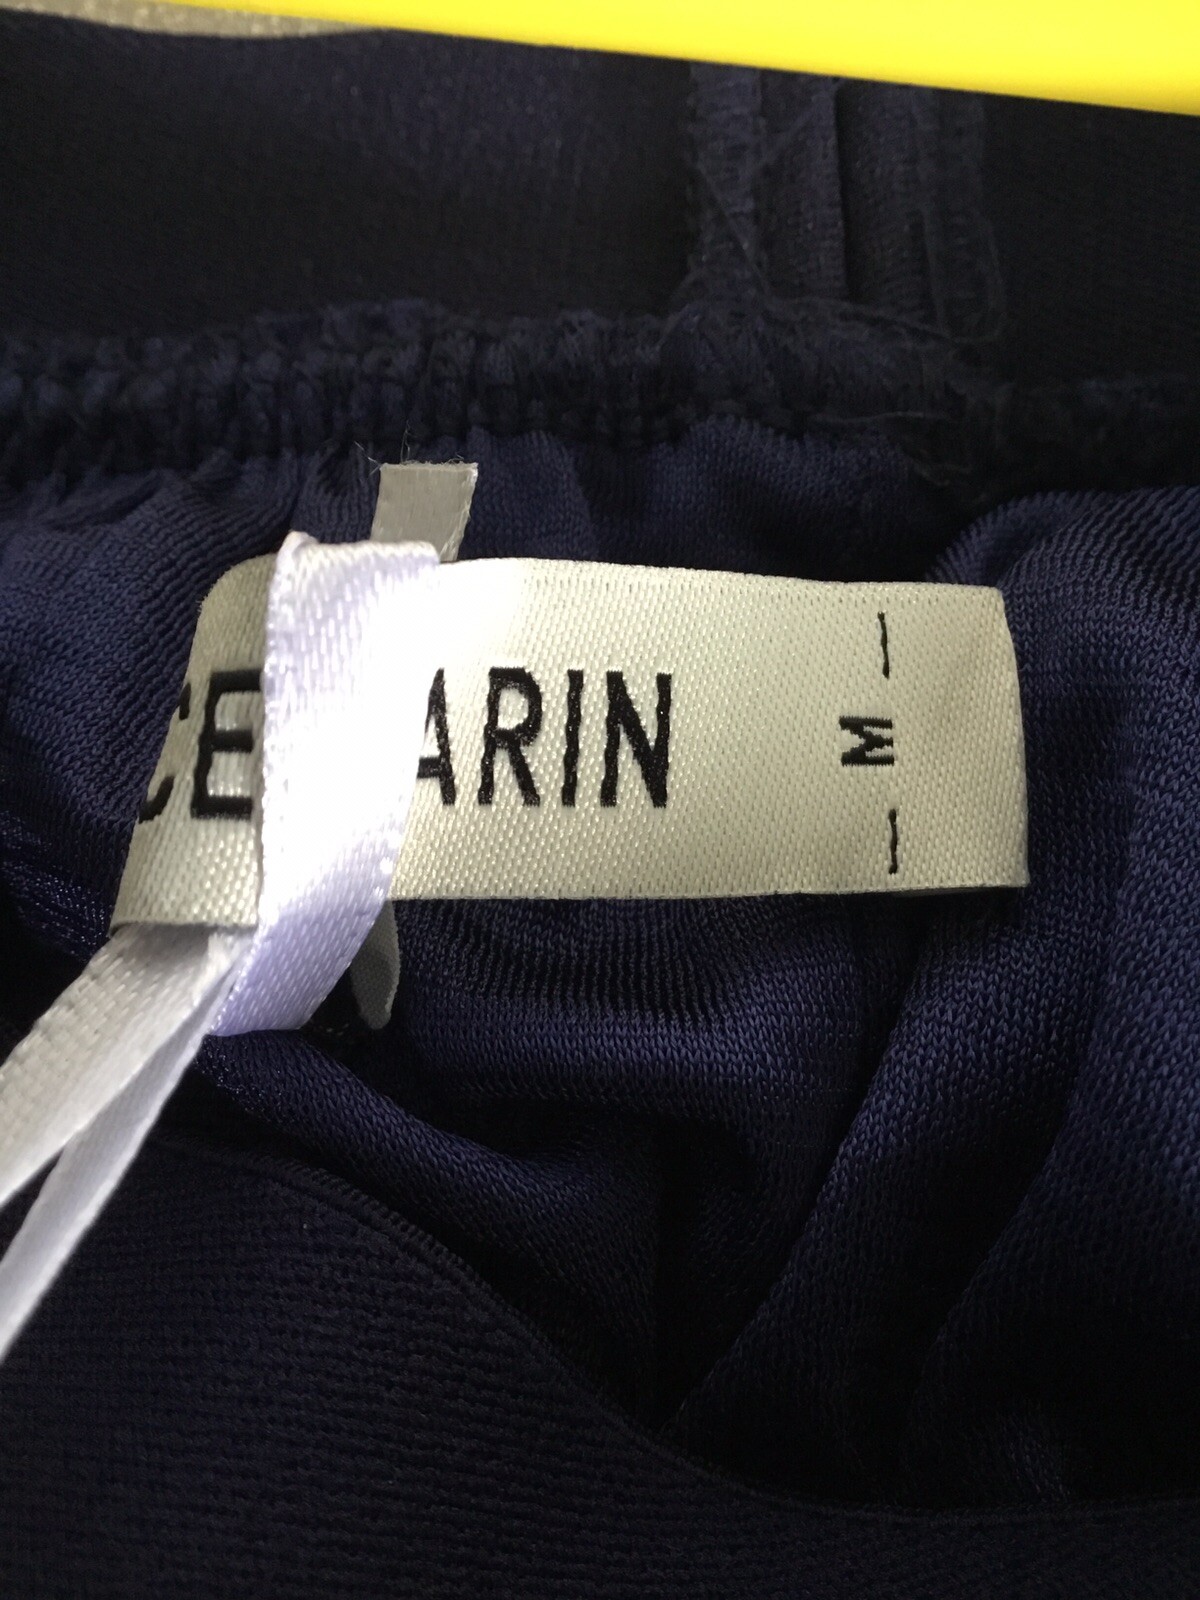 CE ARIN
— M —